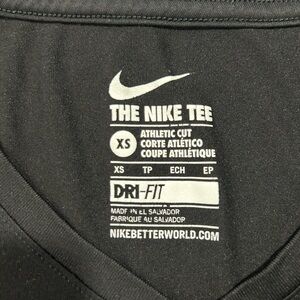 THE NIKE TEE
XS
ATHLETIC CUT
CORTE ATLÉTICO
COUPE ATHLÉTIQUE
XS TP ECH EP
DRI-FIT
MADE IN EL SALVADOR
FABRIQUÉ AU SALVADOR
NIKEBETTERWORLD.COM